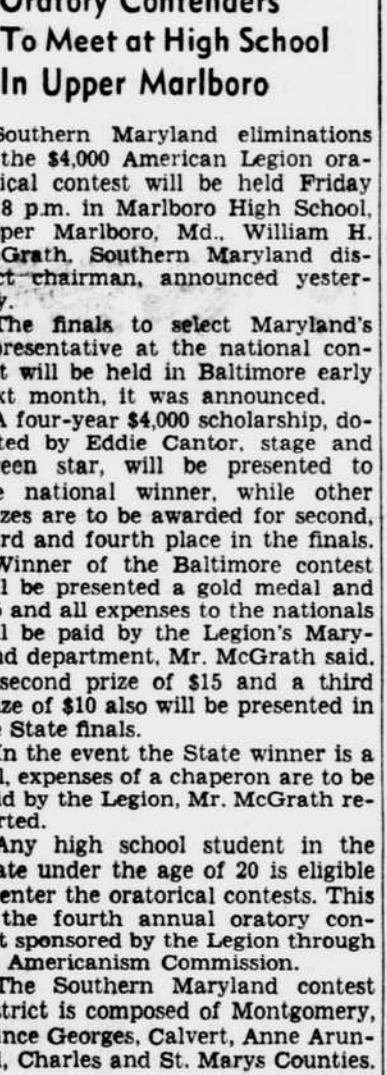 Oratory Contenders
To Meet at High School
In Upper Marlboro
Southern Maryland eliminations
the $4,000 American Legion ora-
ical contest will be held Friday
8 p.m. in Marlboro High School,
per Marlboro, Md., William H.
Grath, Southern Maryland dis-
ct chairman, announced yester-
y.
The finals to select Maryland's
presentative at the national con-
t will be held in Baltimore early
xt month, it was announced.
A four-year $4,000 scholarship, do-
ted by Eddie Cantor, stage and
een star, will be presented to
e national winner, while other
zes are to be awarded for second,
rd and fourth place in the finals.
Winner of the Baltimore contest
l be presented a gold medal and
and all expenses to the nationals
l be paid by the Legion's Mary-
nd department, Mr. McGrath said.
second prize of $15 and a third
ze of $10 also will be presented in
e State finals.
In the event the State winner is a
l, expenses of a chaperon are to be
id by the Legion, Mr. McGrath re-
rted.
Any high school student in the
ate under the age of 20 is eligible
enter the oratorical contests. This
the fourth annual oratory con-
t sponsored by the Legion through
Americanism Commission.
The Southern Maryland contest
strict is composed of Montgomery,
ince Georges, Calvert, Anne Arun-
l, Charles and St. Marys Counties.